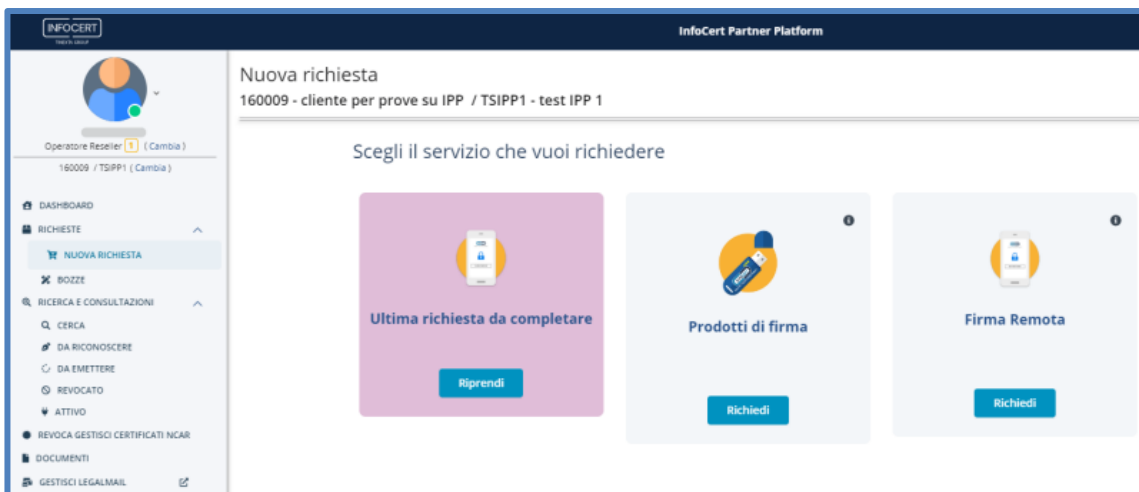 INFOCERT
TINEXTA GROUP
InfoCert Partner Platform
Operatore Reseller 1 ( Cambia )
160009 / TSIPP1 ( Cambia )
DASHBOARD
RICHIESTE
NUOVA RICHIESTA
BOZZE
RICERCA E CONSULTAZIONI
CERCA
DA RICONOSCERE
DA EMETTERE
REVOCATO
ATTIVO
REVOCA GESTISCI CERTIFICATI NCAR
DOCUMENTI
GESTISCI LEGALMAIL
Nuova richiesta
160009 - cliente per prove su IPP / TSIPP1 - test IPP 1
Scegli il servizio che vuoi richiedere
Ultima richiesta da completare
Riprendi
Prodotti di firma
Richiedi
Firma Remota
Richiedi